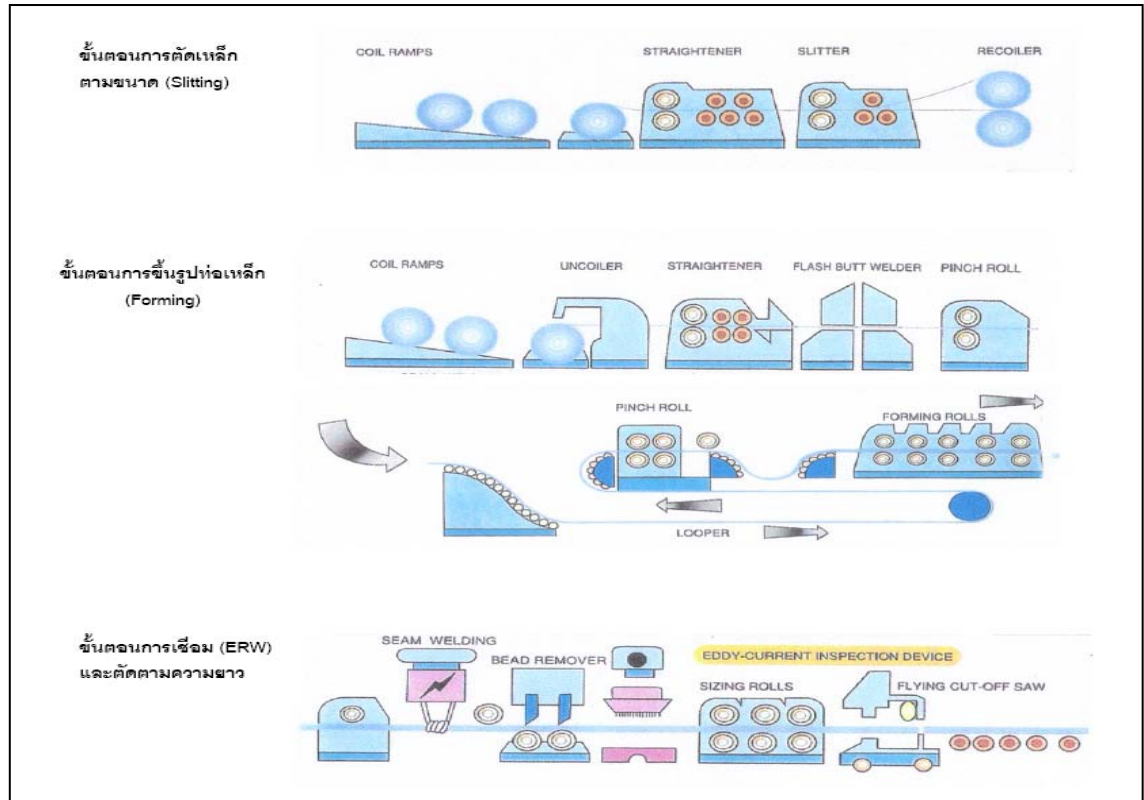 ขั้นตอนการตัดเหล็ก
ตามขนาด (Slitting)
COIL RAMPS
STRAIGHTENER
SLITTER
RECOILER
ขั้นตอนการขึ้นรูปท่อเหล็ก
(Forming)
COIL RAMPS
UNCOILER
STRAIGHTENER
FLASH BUTT WELDER
PINCH ROLL
PINCH ROLL
FORMING ROLLS
LOOPER
ขั้นตอนการเชื่อม (ERW)
และตัดตามความยาว
SEAM WELDING
BEAD REMOVER
EDDY-CURRENT INSPECTION DEVICE
SIZING ROLLS
FLYING CUT-OFF SAW